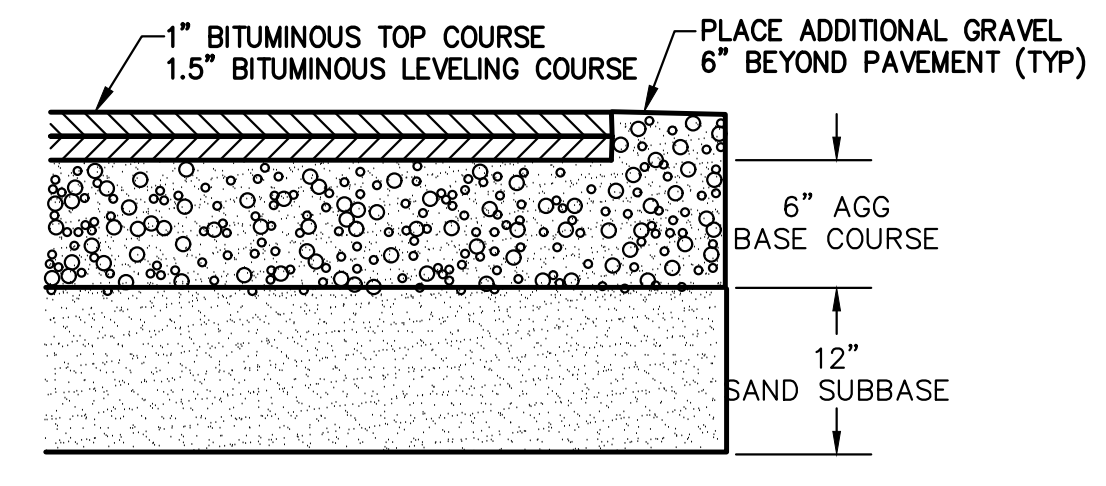 1” BITUMINOUS TOP COURSE
1.5” BITUMINOUS LEVELING COURSE
PLACE ADDITIONAL GRAVEL
6” BEYOND PAVEMENT (TYP)
6” AGG
BASE COURSE
12”
SAND SUBBASE